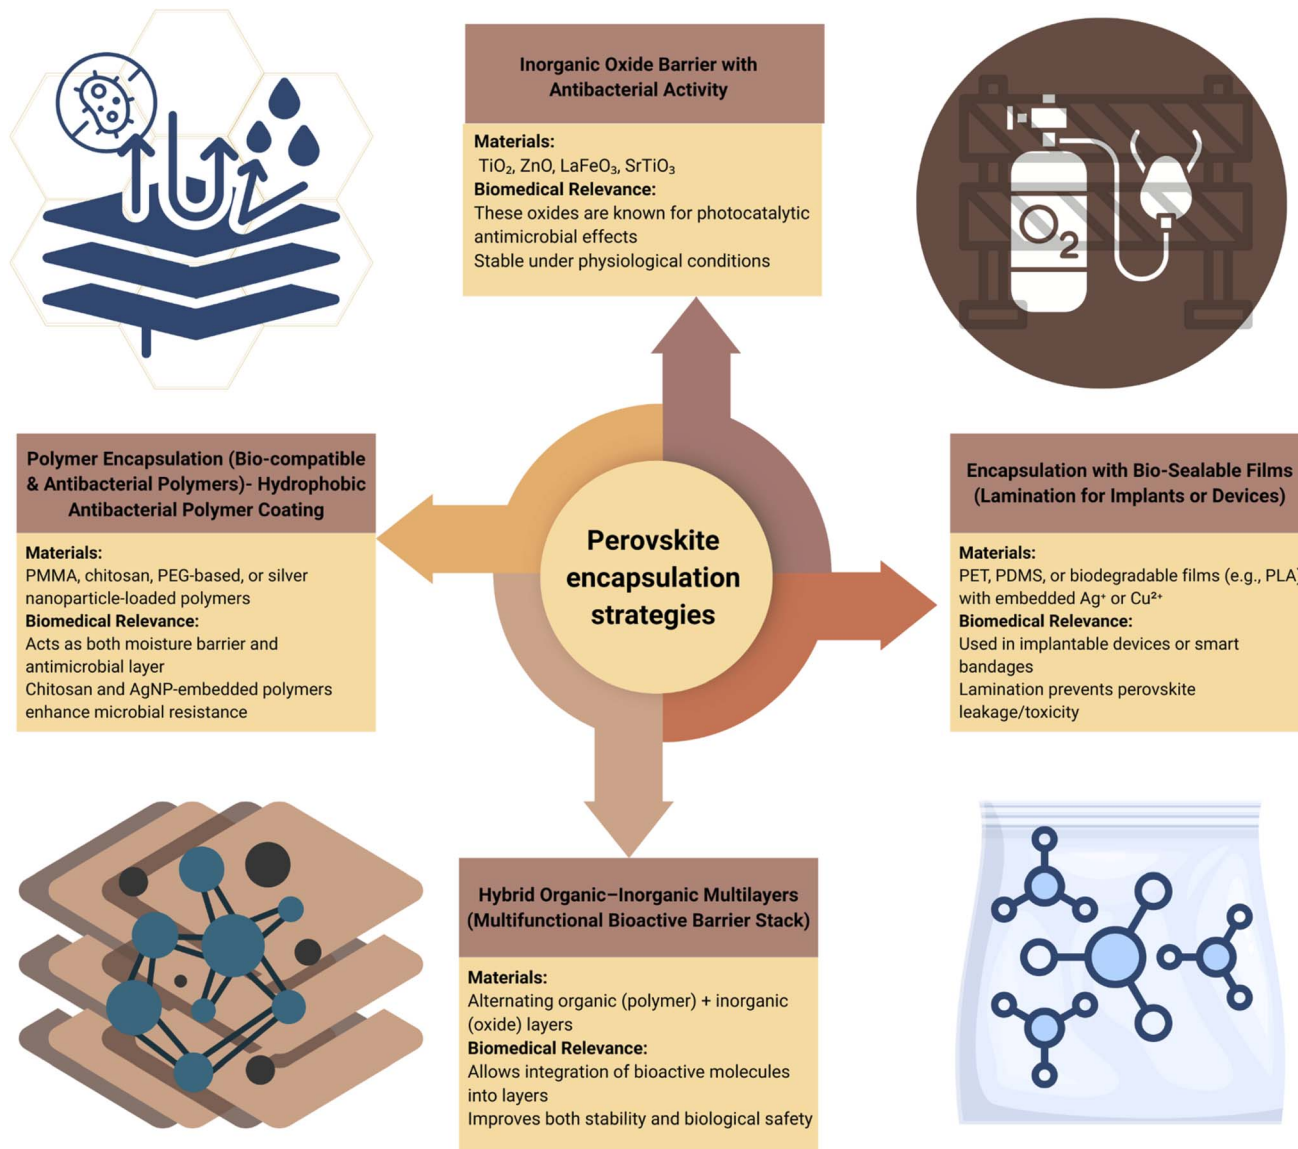 Inorganic Oxide Barrier with
Antibacterial Activity
Materials:
TiO₂, ZnO, LaFeO₃, SrTiO₃
Biomedical Relevance:
These oxides are known for photocatalytic
antimicrobial effects
Stable under physiological conditions
O₂
Polymer Encapsulation (Bio-compatible
& Antibacterial Polymers)- Hydrophobic
Antibacterial Polymer Coating
Materials:
PMMA, chitosan, PEG-based, or silver
nanoparticle-loaded polymers
Biomedical Relevance:
Acts as both moisture barrier and
antimicrobial layer
Chitosan and AgNP-embedded polymers
enhance microbial resistance
Perovskite
encapsulation
strategies
Encapsulation with Bio-Sealable Films
(Lamination for Implants or Devices)
Materials:
PET, PDMS, or biodegradable films (e.g., PLA)
with embedded Ag⁺ or Cu²⁺
Biomedical Relevance:
Used in implantable devices or smart
bandages
Lamination prevents perovskite
leakage/toxicity
Hybrid Organic–Inorganic Multilayers
(Multifunctional Bioactive Barrier Stack)
Materials:
Alternating organic (polymer) + inorganic
(oxide) layers
Biomedical Relevance:
Allows integration of bioactive molecules
into layers
Improves both stability and biological safety